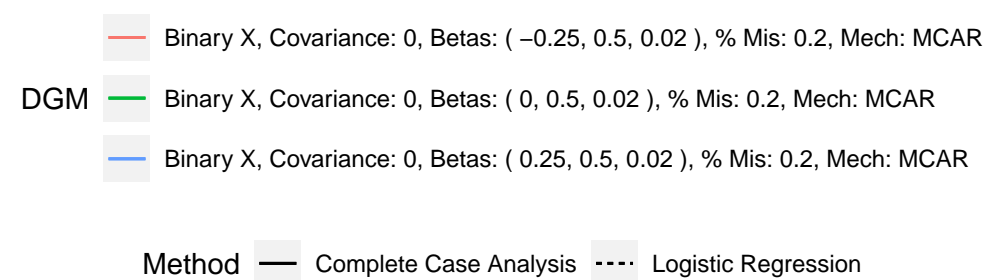 Binary X, Covariance: 0, Betas: ( −0.25, 0.5, 0.02 ), % Mis: 0.2, Mech: MCAR
DGM Binary X, Covariance: 0, Betas: ( 0, 0.5, 0.02 ), % Mis: 0.2, Mech: MCAR
Binary X, Covariance: 0, Betas: ( 0.25, 0.5, 0.02 ), % Mis: 0.2, Mech: MCAR
Method Complete Case Analysis Logistic Regression